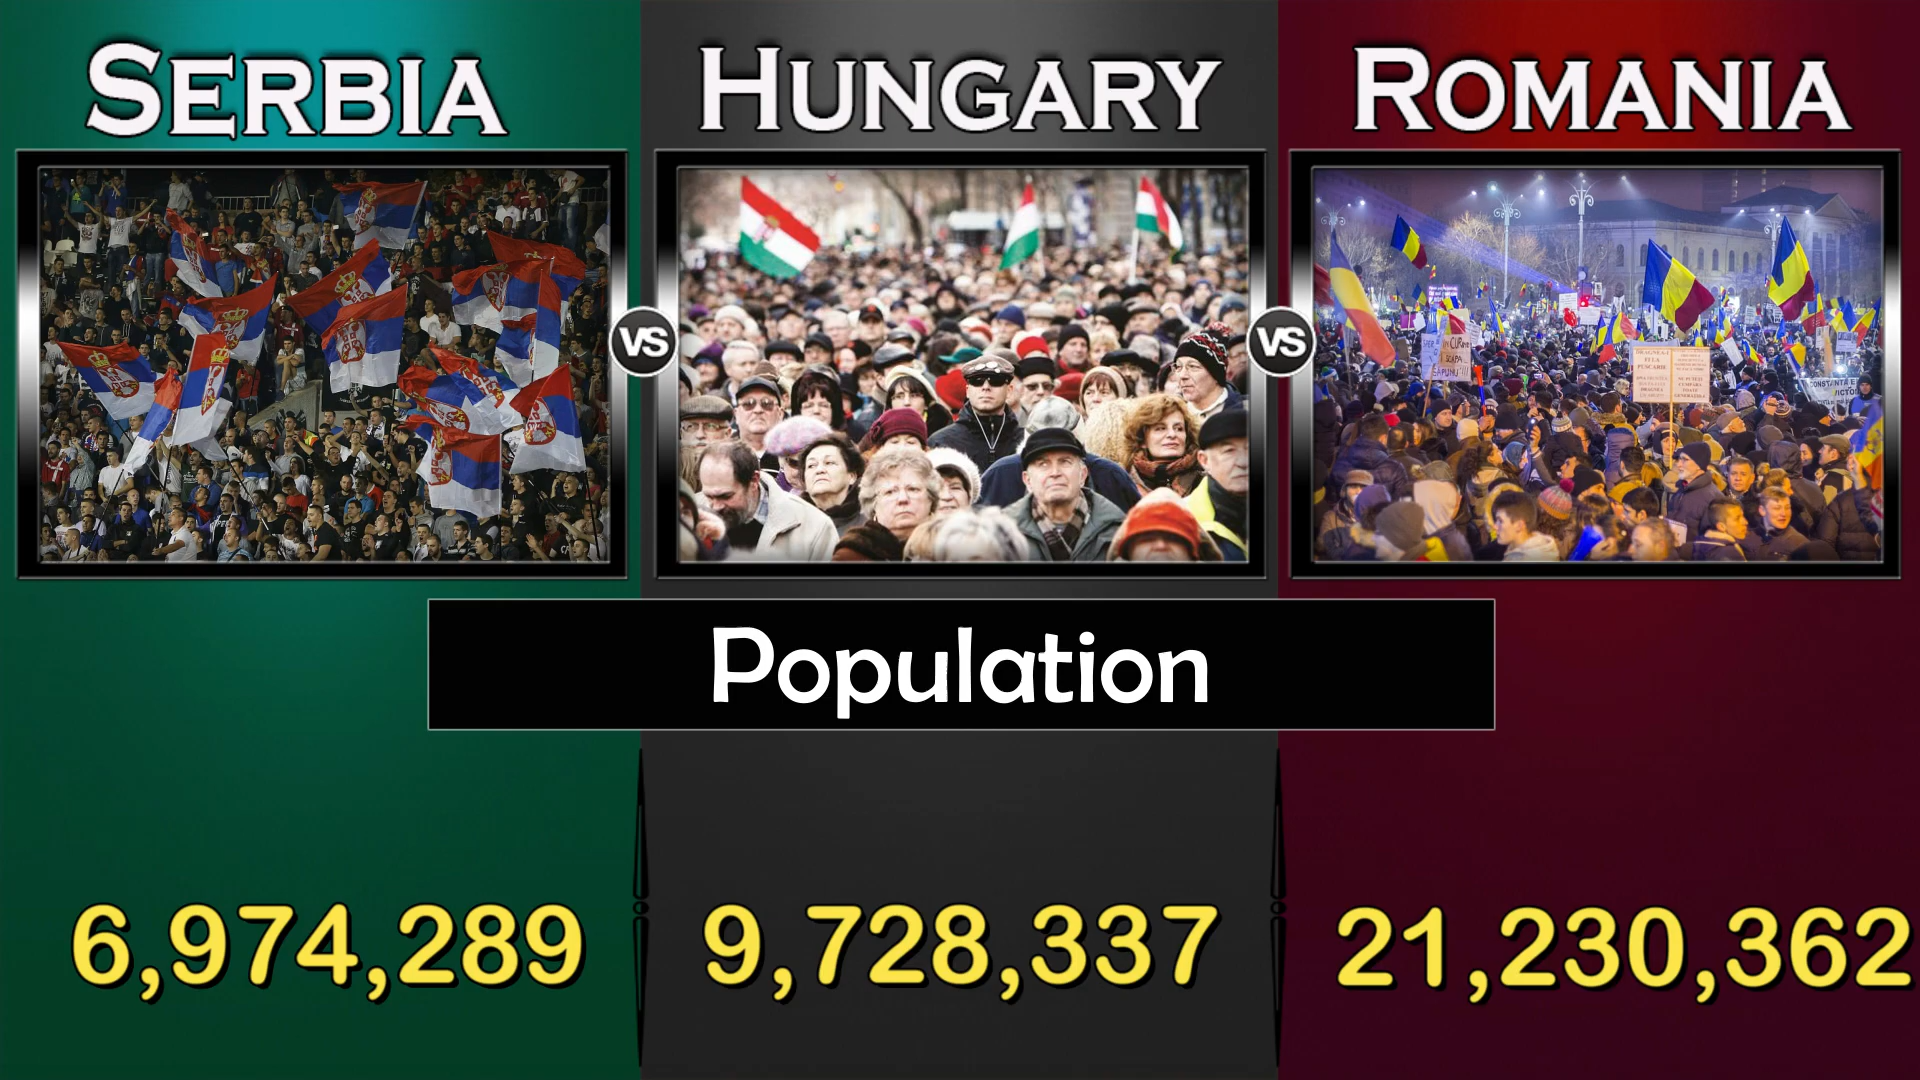 SERBIA
HUNGARY
ROMANIA
VS
VS
Population
6,974,289
9,728,337
21,230,362